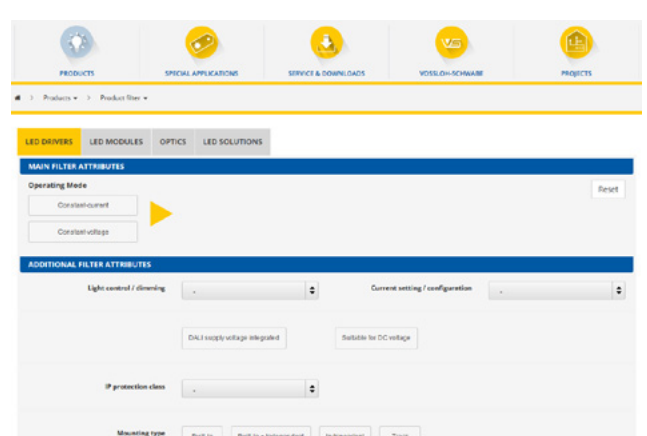 PRODUCTS SPECIAL APPLICATIONS SERVICE & DOWNLOADS VOSSLOH-SCHWABE PROJECTS
> Products > Product filter
LED DRIVERS LED MODULES OPTICS LED SOLUTIONS
MAIN FILTER ATTRIBUTES
Operating Mode
Reset
Constant-current
Constant-voltage
ADDITIONAL FILTER ATTRIBUTES
Light control / dimming - Current setting / configuration -
DALI supply voltage integrated Suitable for DC voltage
IP protection class -
Mounting type